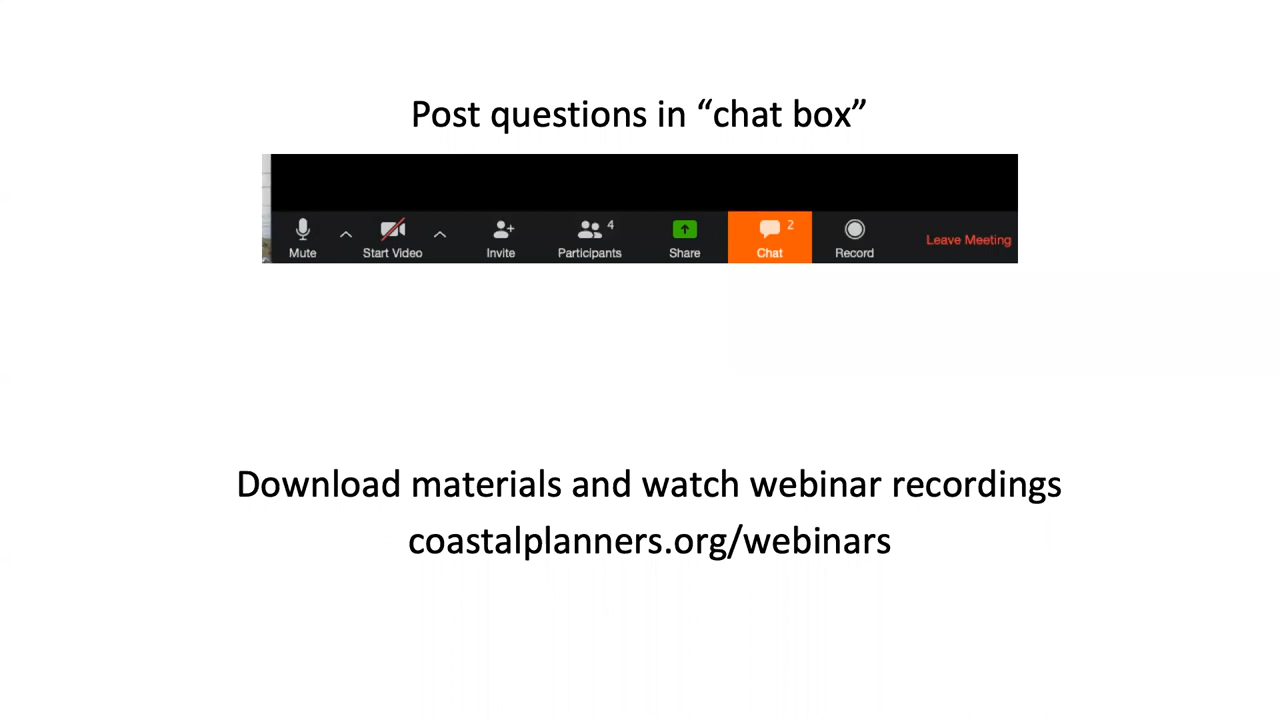 Post questions in “chat box”
4
2
Mute
Start Video
Invite
Participants
Share
Chat
Record
Leave Meeting
Download materials and watch webinar recordings
coastalplanners.org/webinars